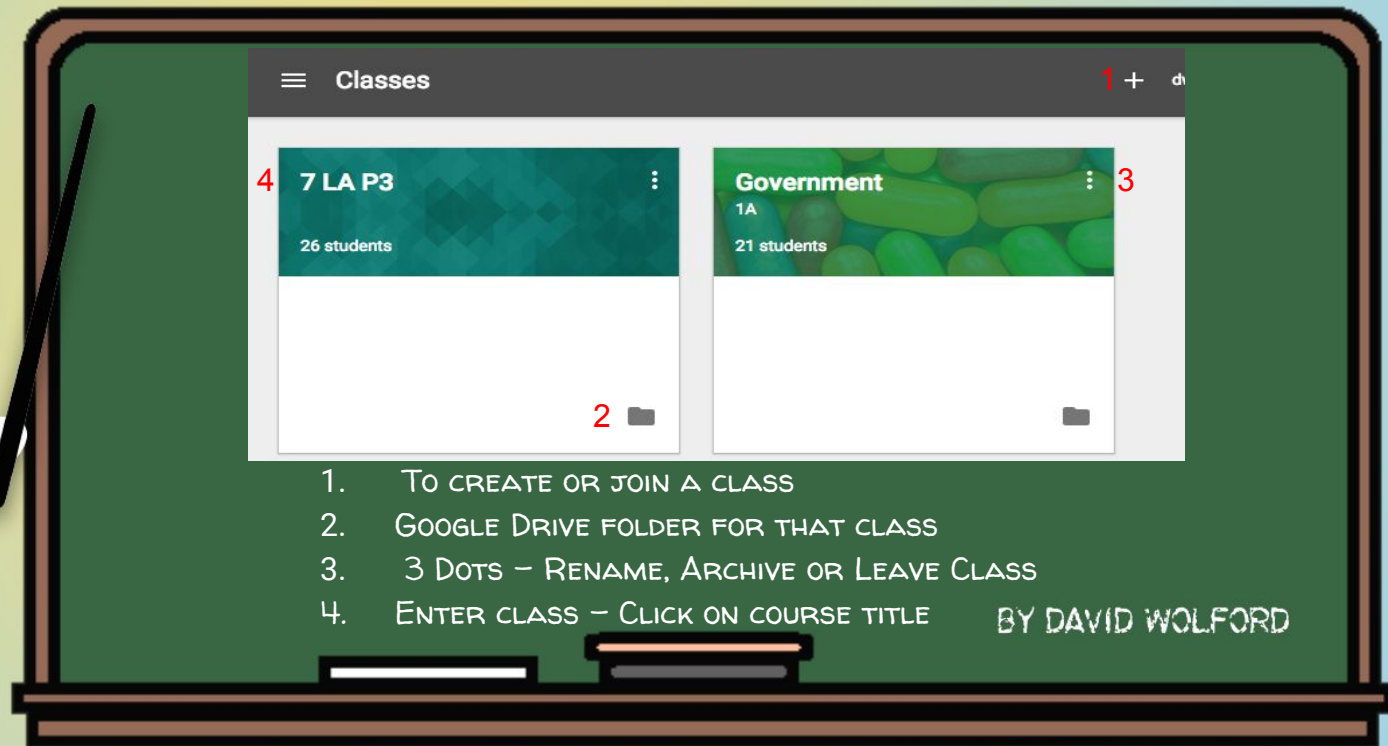 Classes
1 +
4 7 LA P3
26 students
Government 3
1A
21 students
2
1. To create or join a class
2. Google Drive folder for that class
3. 3 Dots – Rename, Archive or Leave Class
4. Enter class – Click on course title
BY DAVID WOLFORD